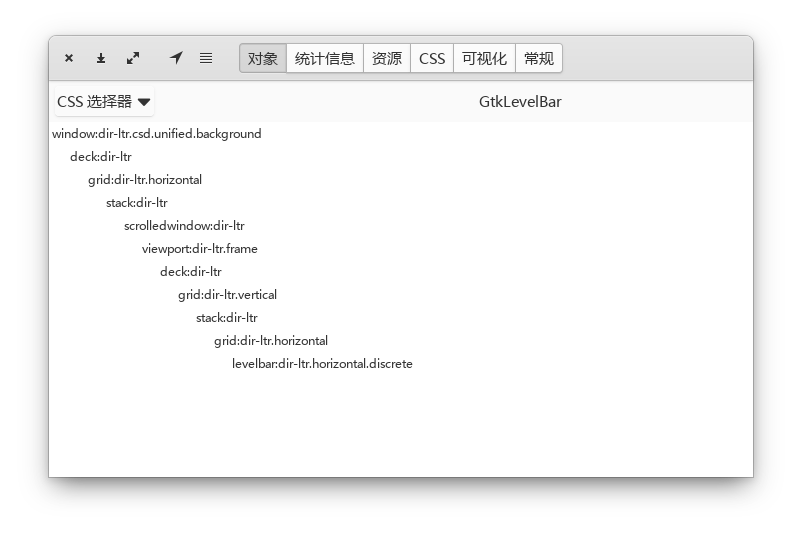 对象 统计信息 资源 CSS 可视化 常规
CSS 选择器 GtkLevelBar
window:dir-ltr.csd.unified.background
deck:dir-ltr
grid:dir-ltr.horizontal
stack:dir-ltr
scrolledwindow:dir-ltr
viewport:dir-ltr.frame
deck:dir-ltr
grid:dir-ltr.vertical
stack:dir-ltr
grid:dir-ltr.horizontal
levelbar:dir-ltr.horizontal.discrete